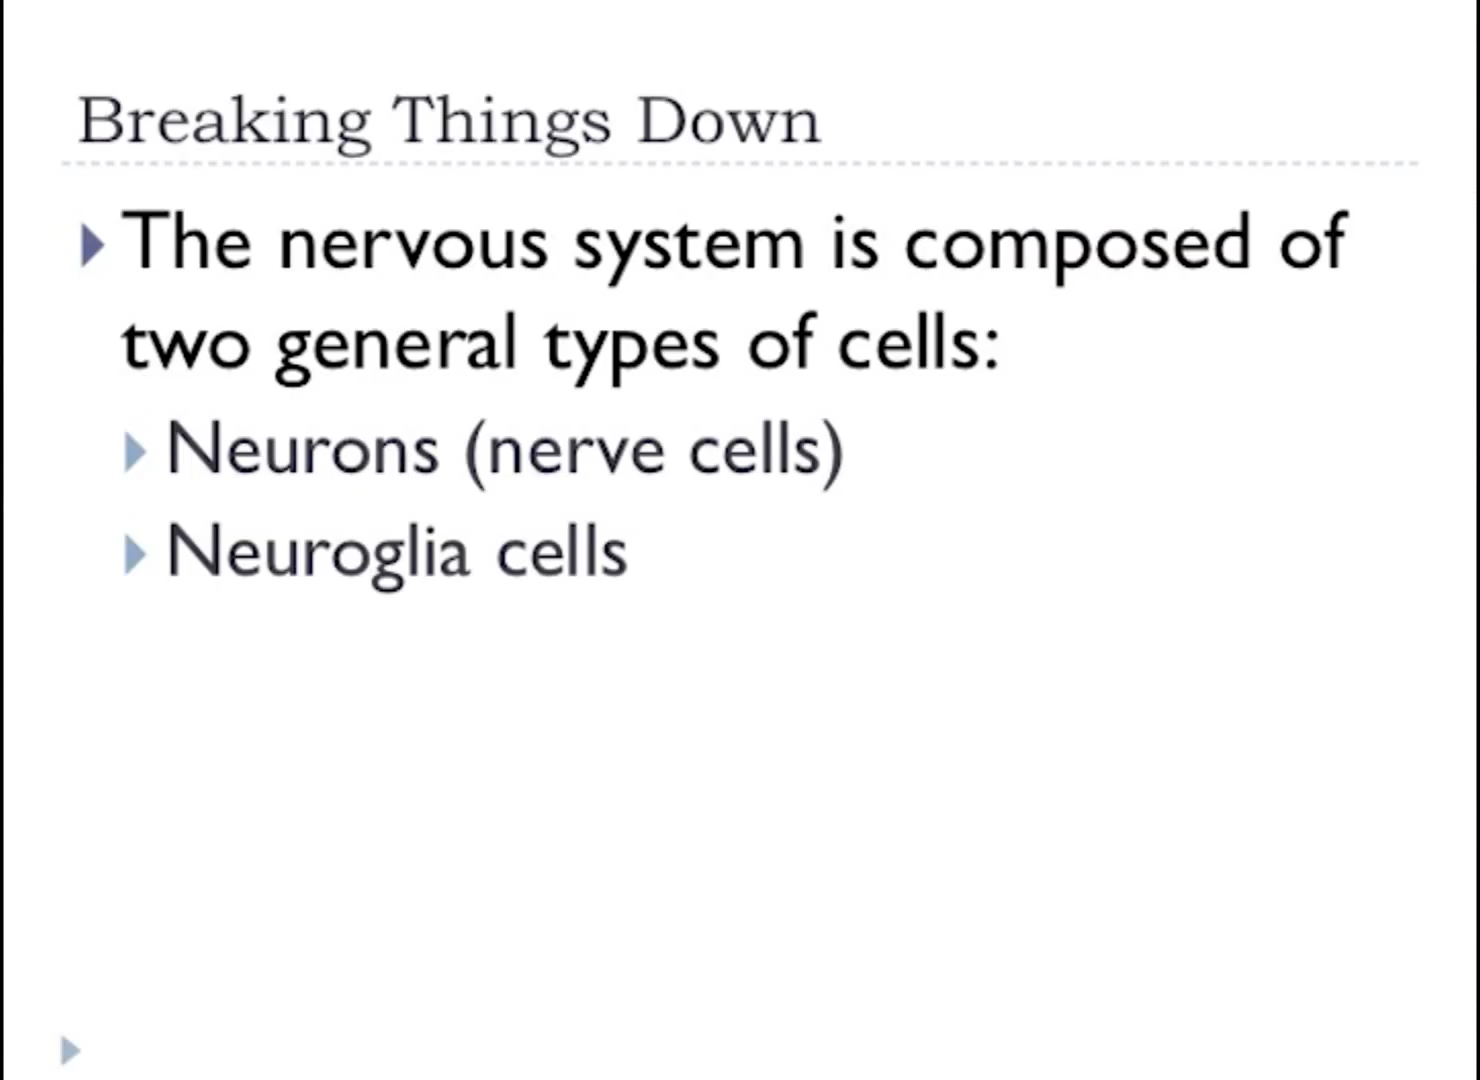 Breaking Things Down
The nervous system is composed of
two general types of cells:
Neurons (nerve cells)
Neuroglia cells